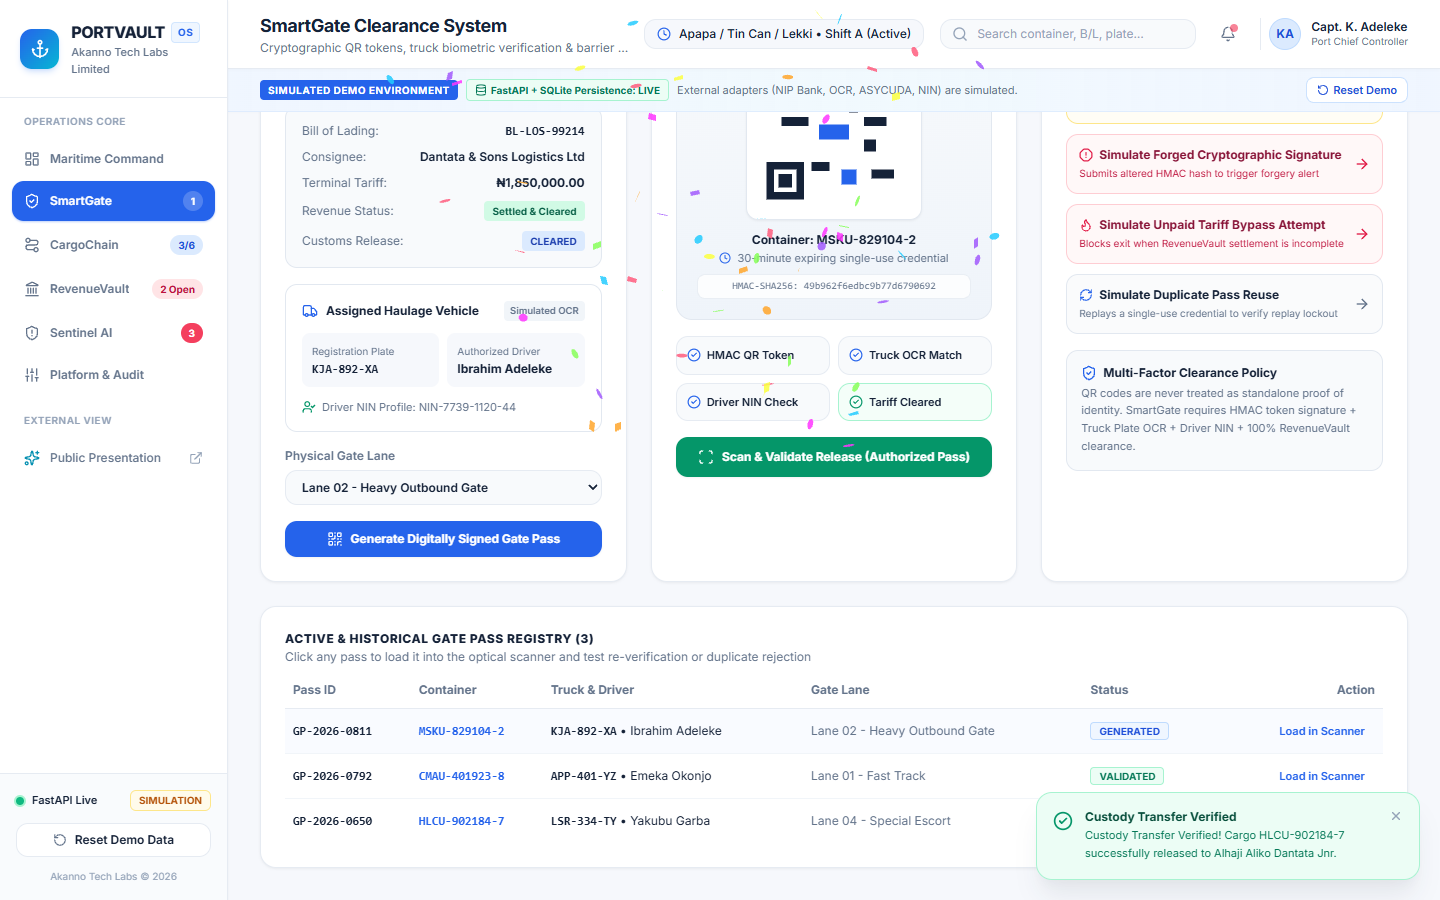 PORTVAULT OS
Akanno Tech Labs
Limited
OPERATIONS CORE
Maritime Command
SmartGate 1
CargoChain 3/6
RevenueVault 2 Open
Sentinel AI 3
Platform & Audit
EXTERNAL VIEW
Public Presentation
FastAPI Live SIMULATION
Reset Demo Data
Akanno Tech Labs © 2026
SmartGate Clearance System
Cryptographic QR tokens, truck biometric verification & barrier ...
Apapa / Tin Can / Lekki • Shift A (Active)
Search container, B/L, plate...
KA
Capt. K. Adeleke
Port Chief Controller
SIMULATED DEMO ENVIRONMENT
FastAPI + SQLite Persistence: LIVE
External adapters (NIP Bank, OCR, ASYCUDA, NIN) are simulated.
Reset Demo
Bill of Lading: BL-LOS-99214
Consignee: Dantata & Sons Logistics Ltd
Terminal Tariff: ₦1,850,000.00
Revenue Status: Settled & Cleared
Customs Release: CLEARED
Assigned Haulage Vehicle Simulated OCR
Registration Plate
KJA-892-XA
Authorized Driver
Ibrahim Adeleke
Driver NIN Profile: NIN-7739-1120-44
Physical Gate Lane
Lane 02 - Heavy Outbound Gate
Generate Digitally Signed Gate Pass
Container: MSKU-829104-2
30-minute expiring single-use credential
HMAC-SHA256: 49b962f6edbc9b77d6790692
HMAC QR Token
Truck OCR Match
Driver NIN Check
Tariff Cleared
Scan & Validate Release (Authorized Pass)
Simulate Forged Cryptographic Signature
Submits altered HMAC hash to trigger forgery alert
Simulate Unpaid Tariff Bypass Attempt
Blocks exit when RevenueVault settlement is incomplete
Simulate Duplicate Pass Reuse
Replays a single-use credential to verify replay lockout
Multi-Factor Clearance Policy
QR codes are never treated as standalone proof of
identity. SmartGate requires HMAC token signature +
Truck Plate OCR + Driver NIN + 100% RevenueVault
clearance.
ACTIVE & HISTORICAL GATE PASS REGISTRY (3)
Click any pass to load it into the optical scanner and test re-verification or duplicate rejection
Pass ID Container Truck & Driver Gate Lane Status Action
GP-2026-0811 MSKU-829104-2 KJA-892-XA • Ibrahim Adeleke Lane 02 - Heavy Outbound Gate GENERATED Load in Scanner
GP-2026-0792 CMAU-401923-8 APP-401-YZ • Emeka Okonjo Lane 01 - Fast Track VALIDATED Load in Scanner
GP-2026-0650 HLCU-902184-7 LSR-334-TY • Yakubu Garba Lane 04 - Special Escort
Custody Transfer Verified
Custody Transfer Verified! Cargo HLCU-902184-7
successfully released to Alhaji Aliko Dantata Jnr.